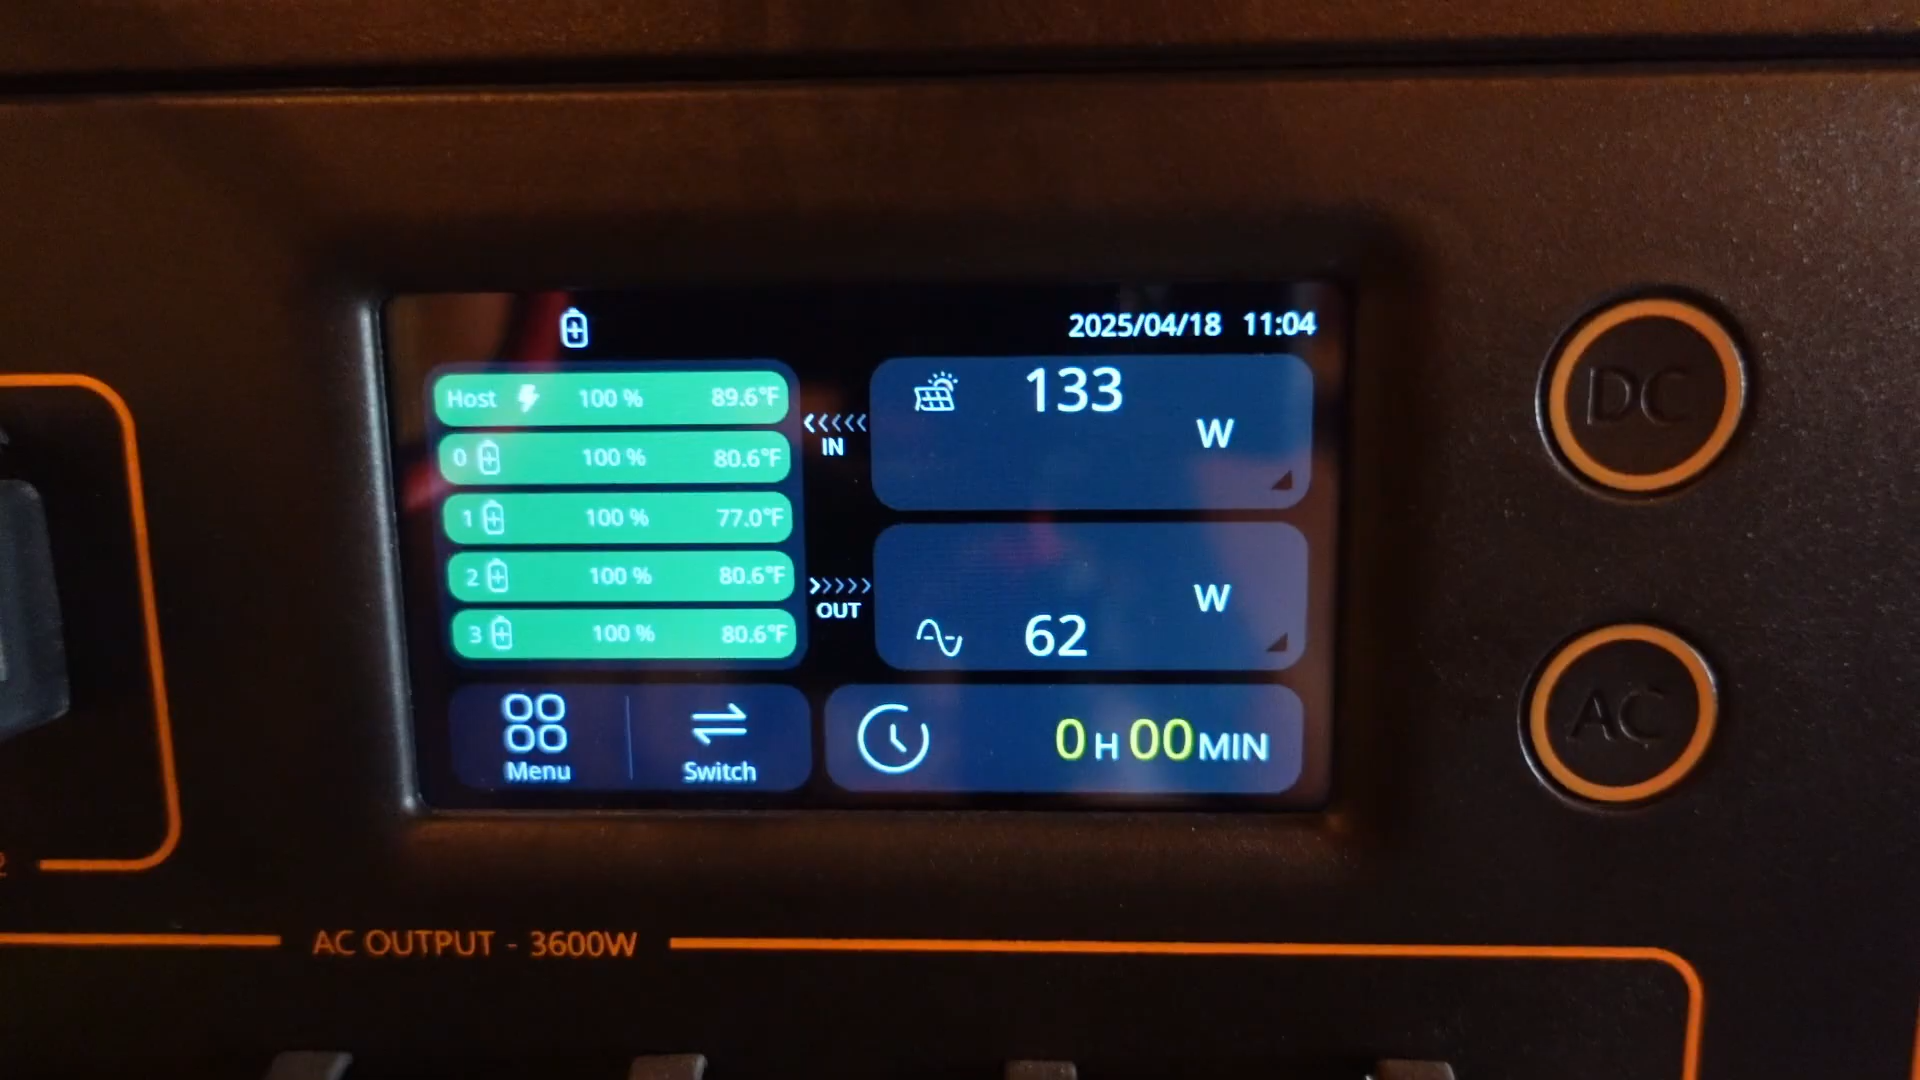 2025/04/18 11:04
Host 100 % 89.6°F
0 100 % 80.6°F
1 100 % 77.0°F
2 100 % 80.6°F
3 100 % 80.6°F
IN
133
W
OUT
W
62
Menu
Switch
0 H 00 MIN
DC
AC
2
AC OUTPUT - 3600W